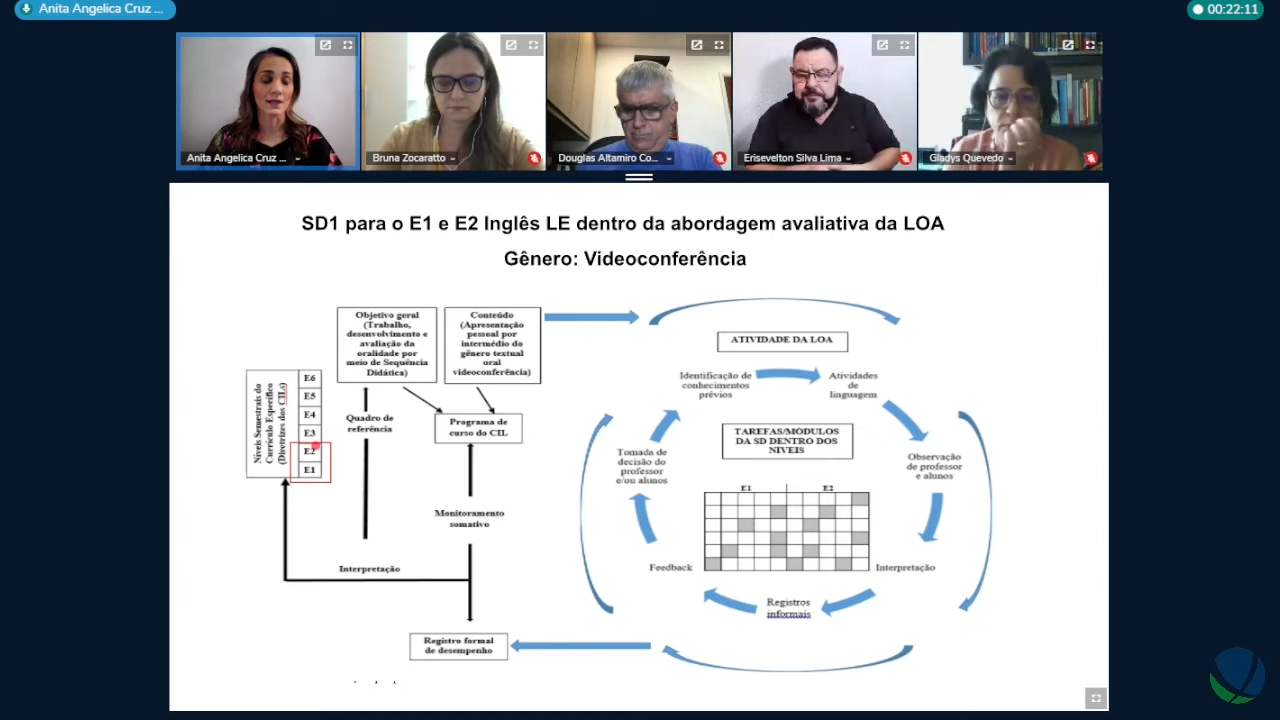 Anita Angelica Cruz ...
00:22:11
Anita Angelica Cruz ...
Bruna Zocaratto
Douglas Altamiro Co...
Erisevelton Silva Lima
Gladys Quevedo
SD1 para o E1 e E2 Inglês LE dentro da abordagem avaliativa da LOA
Gênero: Videoconferência
Objetivo geral
(Trabalho,
desenvolvimento e
avaliação da
oralidade por
meio de Sequência
Didática)
Conteúdo
(Apresentação
pessoal por
intermédio do
gênero textual
oral
videoconferência)
Níveis Semestrais do
Currículo Específico
(Diretrizes dos CILs)
E6
E5
E4
E3
E2
E1
Quadro de
referência
Programa de
curso do CIL
Monitoramento
somativo
Interpretação
Registro formal
de desempenho
ATIVIDADE DA LOA
Identificação de
conhecimentos
prévios
Atividades
de
linguagem
TAREFAS/MÓDULOS
DA SD DENTRO DOS
NÍVEIS
Tomada de
decisão do
professor
e/ou alunos
Observação
de professor
e alunos
E1
E2
Feedback
Interpretação
Registros
informais